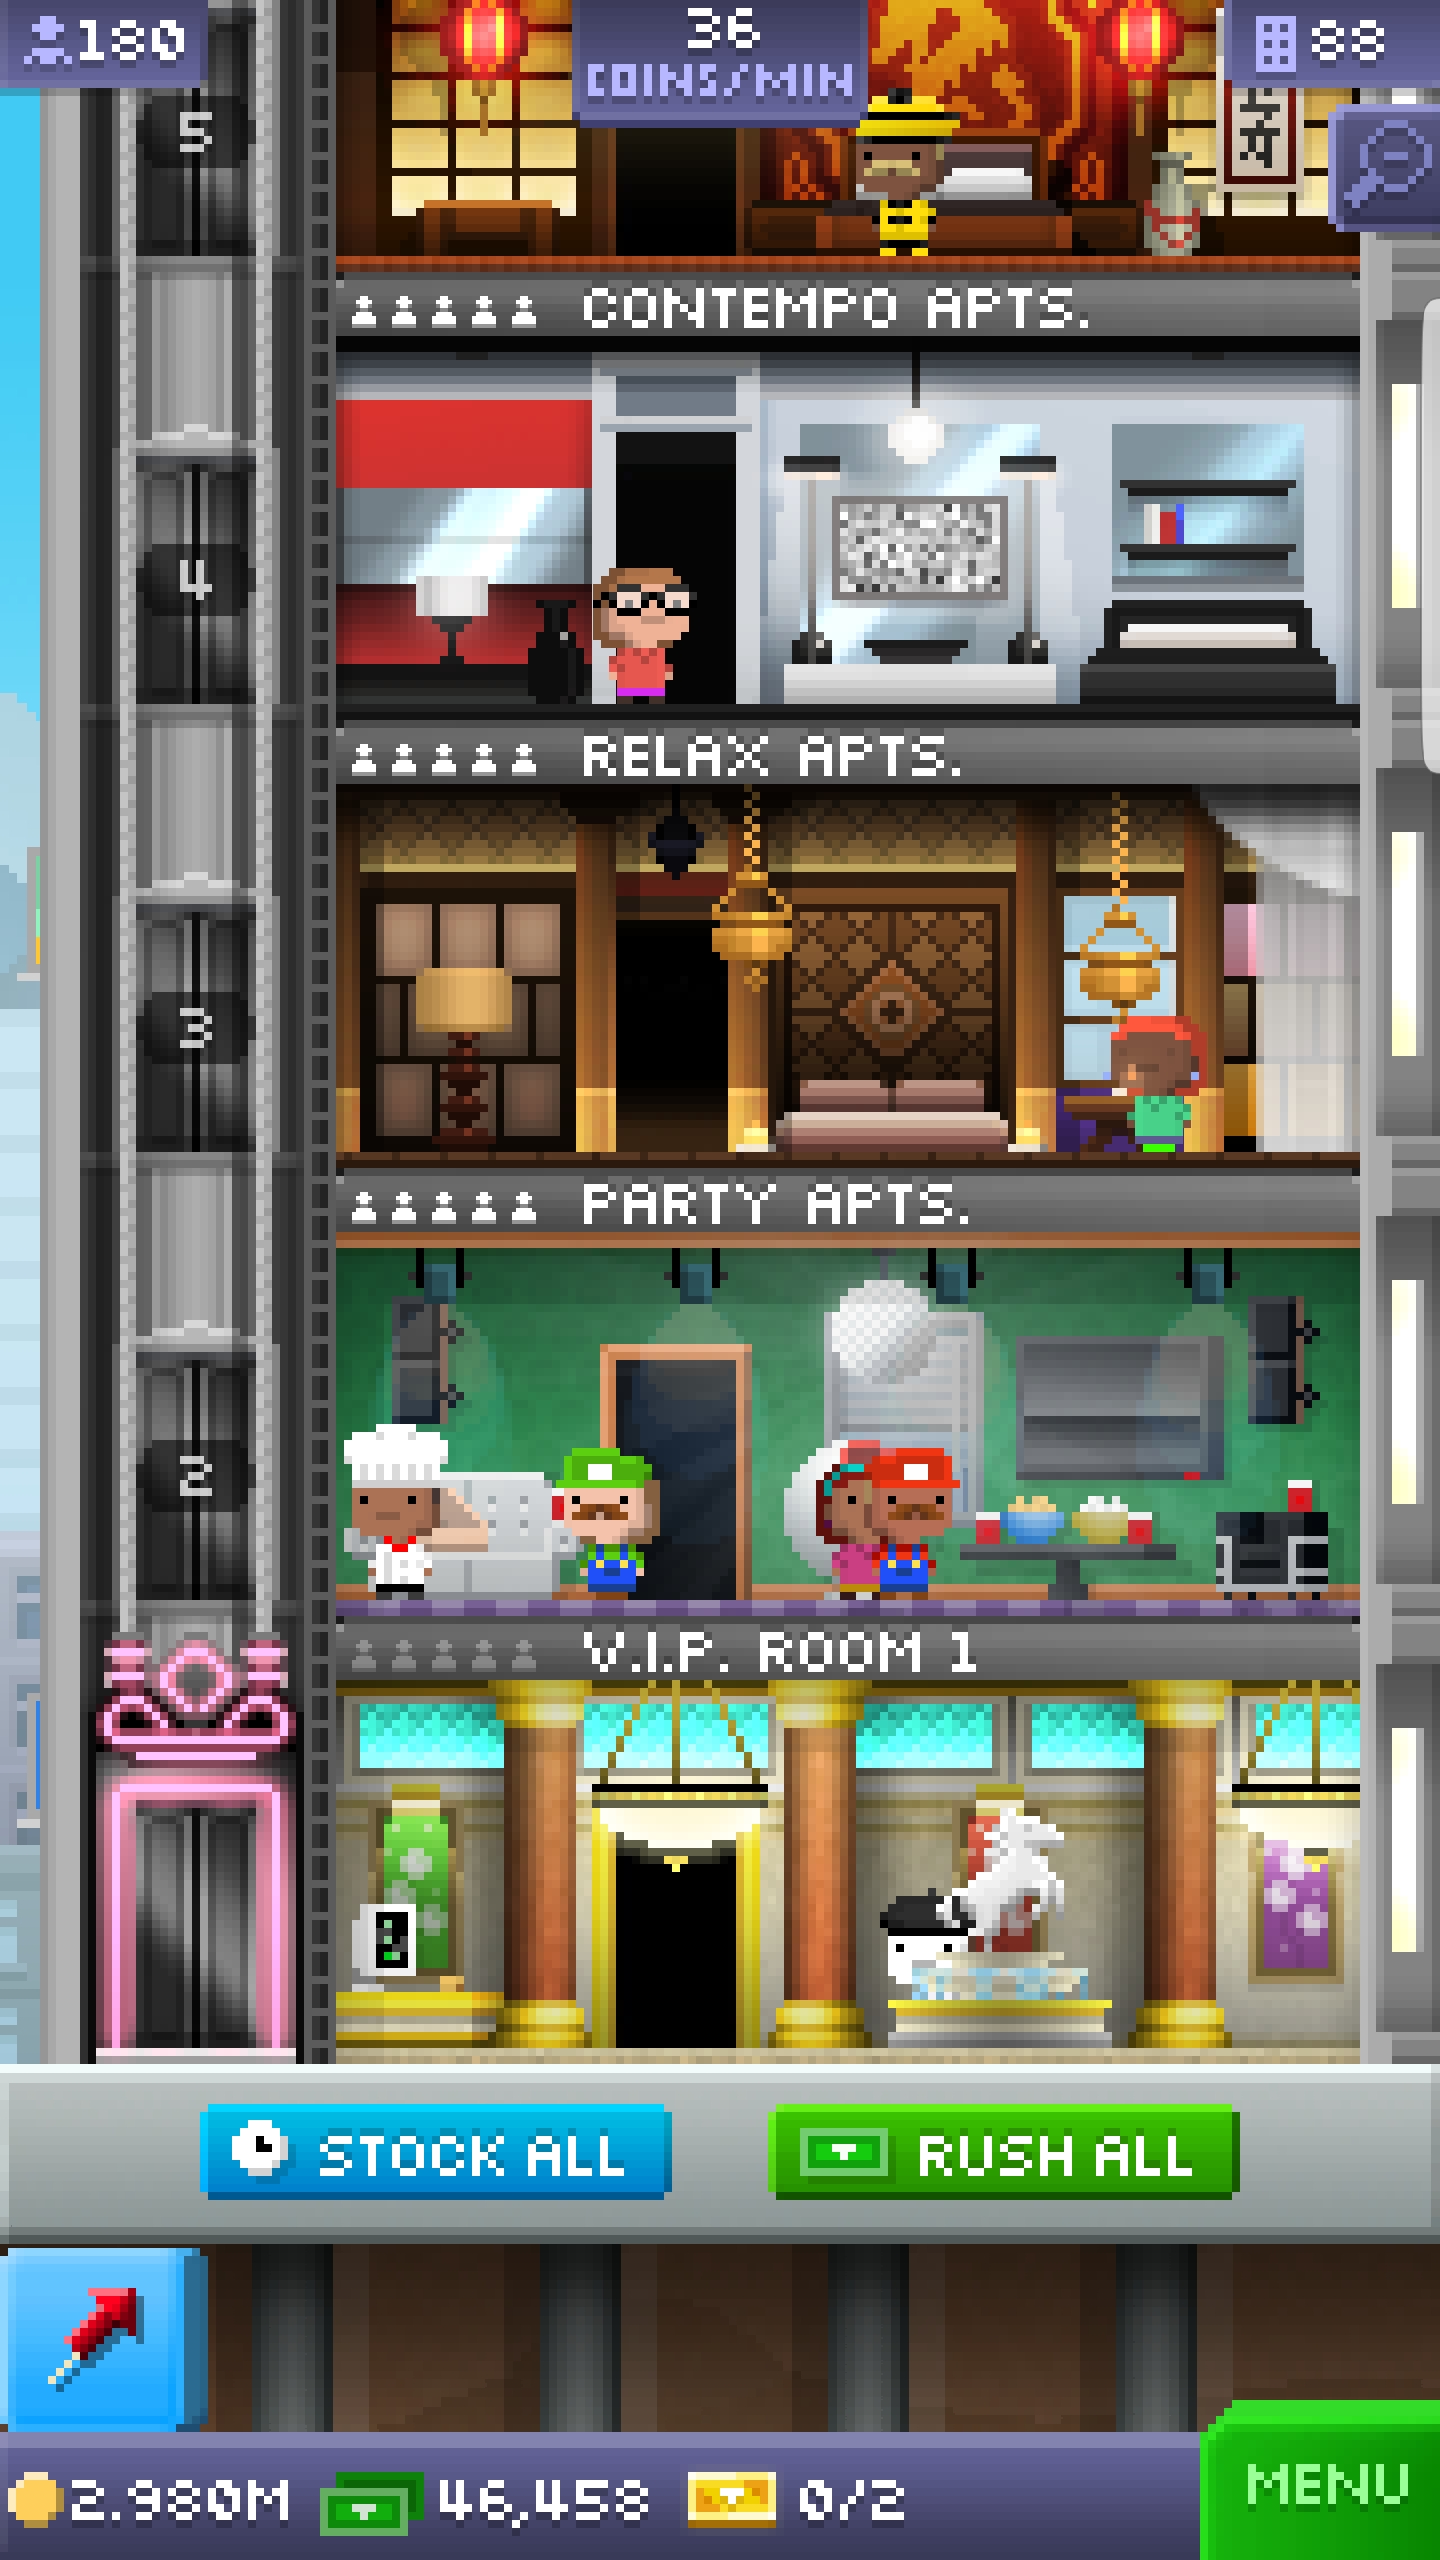 180
36
COINS/MIN
88
5
CONTEMPO APTS.
4
RELAX APTS.
3
PARTY APTS.
2
V.I.P. ROOM 1
STOCK ALL
RUSH ALL
2.980M
46,458
0/2
MENU